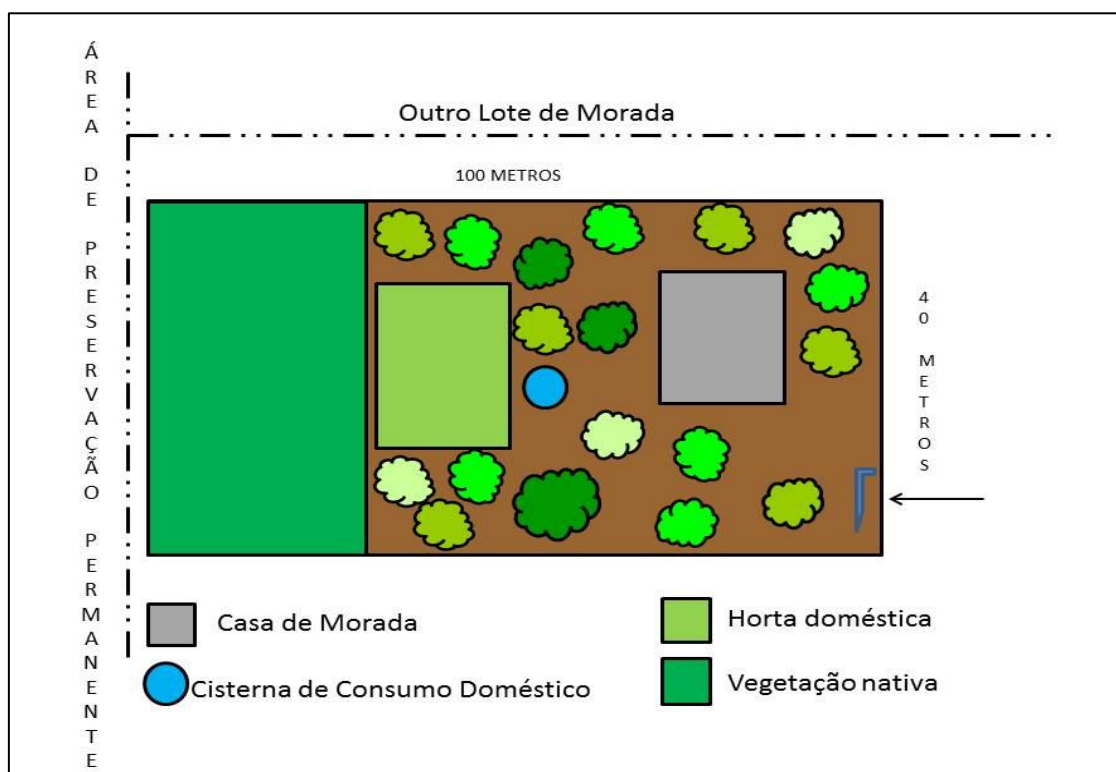 ÁREA DE PRESERVAÇÃO PERMANENTE
Outro Lote de Morada
100 METROS
40 METROS
Casa de Morada
Horta doméstica
Cisterna de Consumo Doméstico
Vegetação nativa